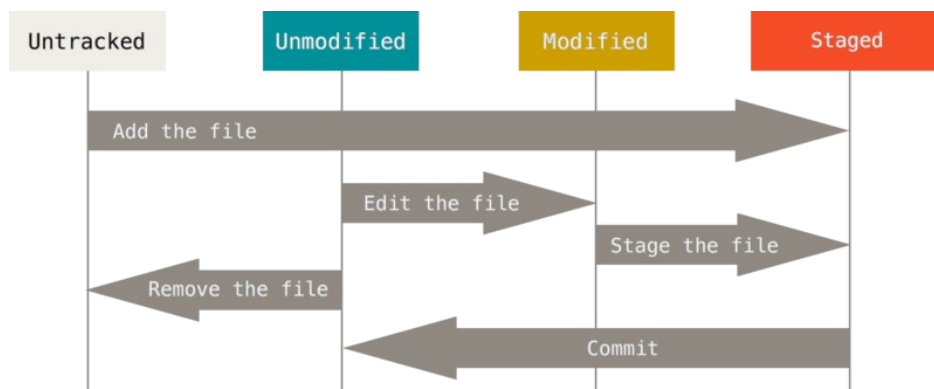 Untracked
Unmodified
Modified
Staged
Add the file
Edit the file
Stage the file
Remove the file
Commit